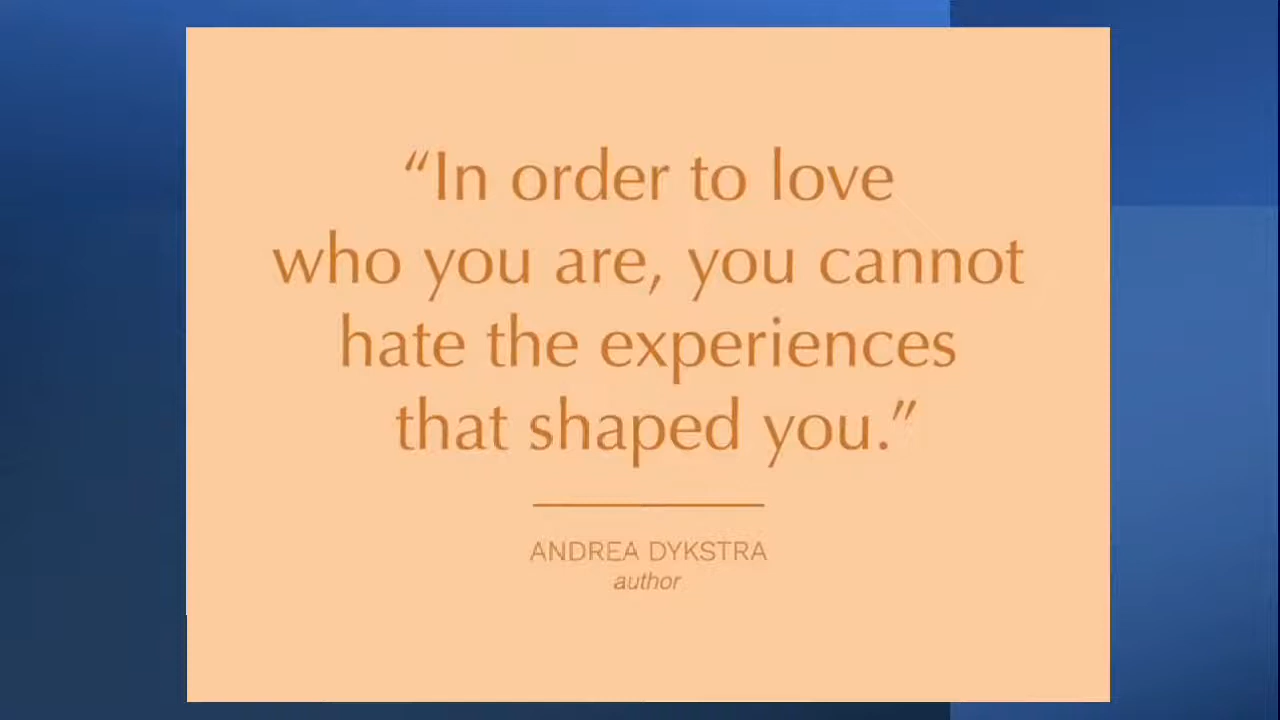 “In order to love
who you are, you cannot
hate the experiences
that shaped you.”
ANDREA DYKSTRA
author